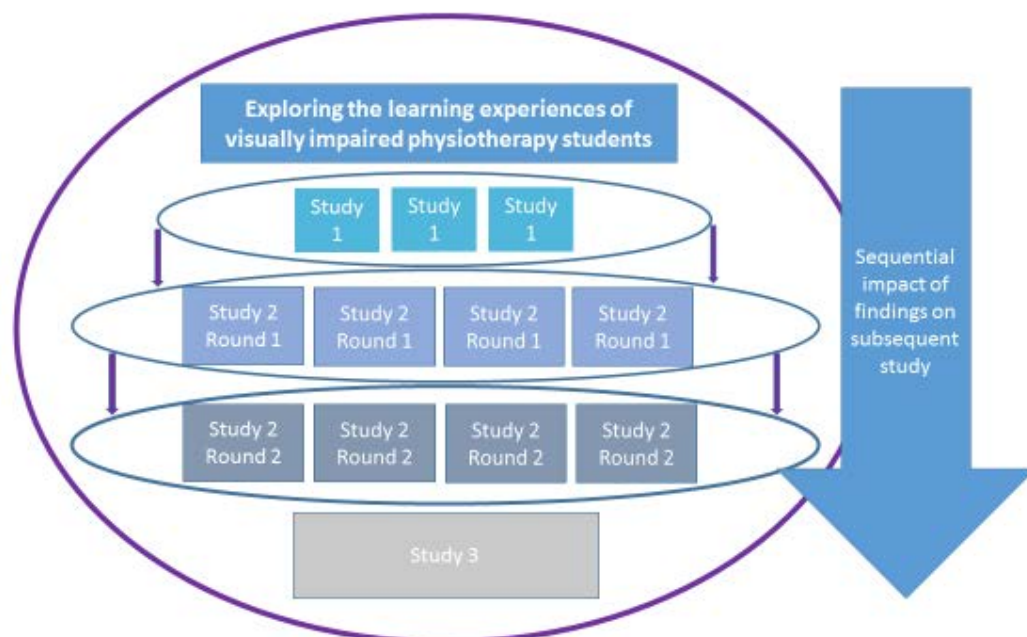 Exploring the learning experiences of
visually impaired physiotherapy students
Study
1
Study
1
Study
1
Study 2
Round 1
Study 2
Round 1
Study 2
Round 1
Study 2
Round 1
Study 2
Round 2
Study 2
Round 2
Study 2
Round 2
Study 2
Round 2
Study 3
Sequential
impact of
findings on
subsequent
study